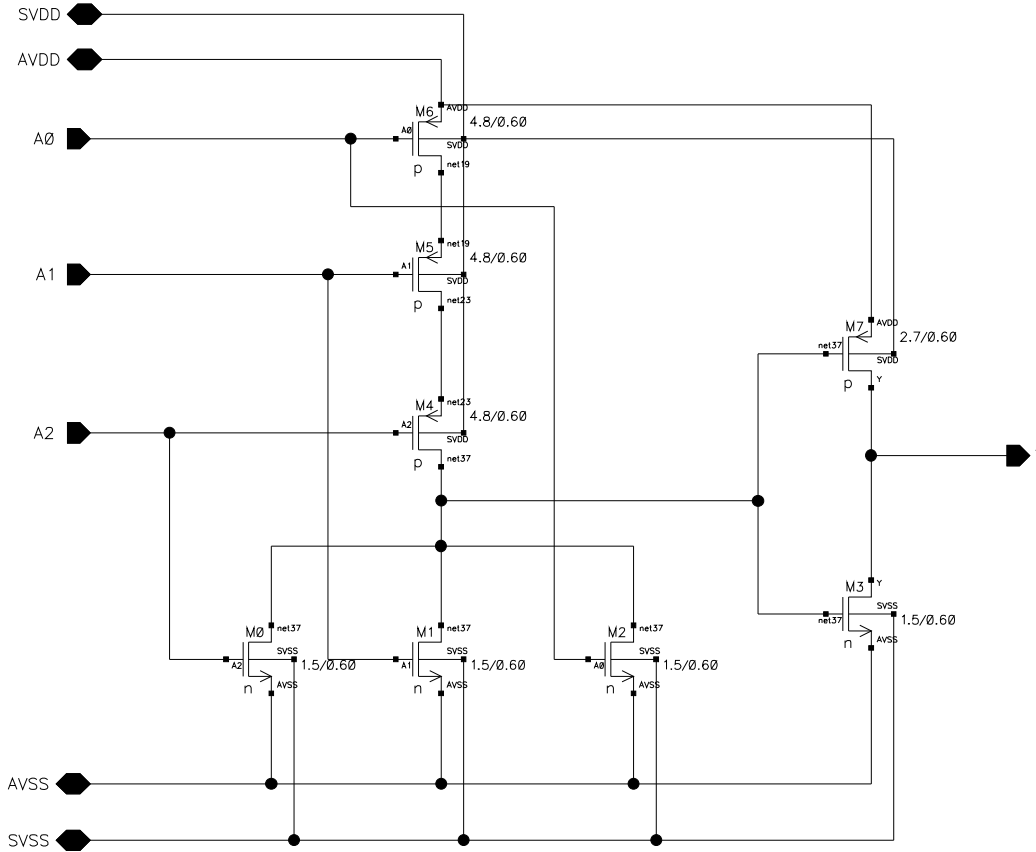 SVDD
AVDD
M6 AVDD
4.8/0.60
A0 A0
SVDD
p net19
M5 net19
4.8/0.60
A1 A1
SVDD
p net23
M7 AVDD
2.7/0.60
net37
SVDD
p Y
M4 net23
4.8/0.60
A2 A2
SVDD
p net37
M3 Y
SVSS
1.5/0.60
net37
n AVSS
M0 net37
SVSS
A2 1.5/0.60
n AVSS
M1 net37
SVSS
A1 1.5/0.60
n AVSS
M2 net37
SVSS
A0 1.5/0.60
n AVSS
AVSS
SVSS